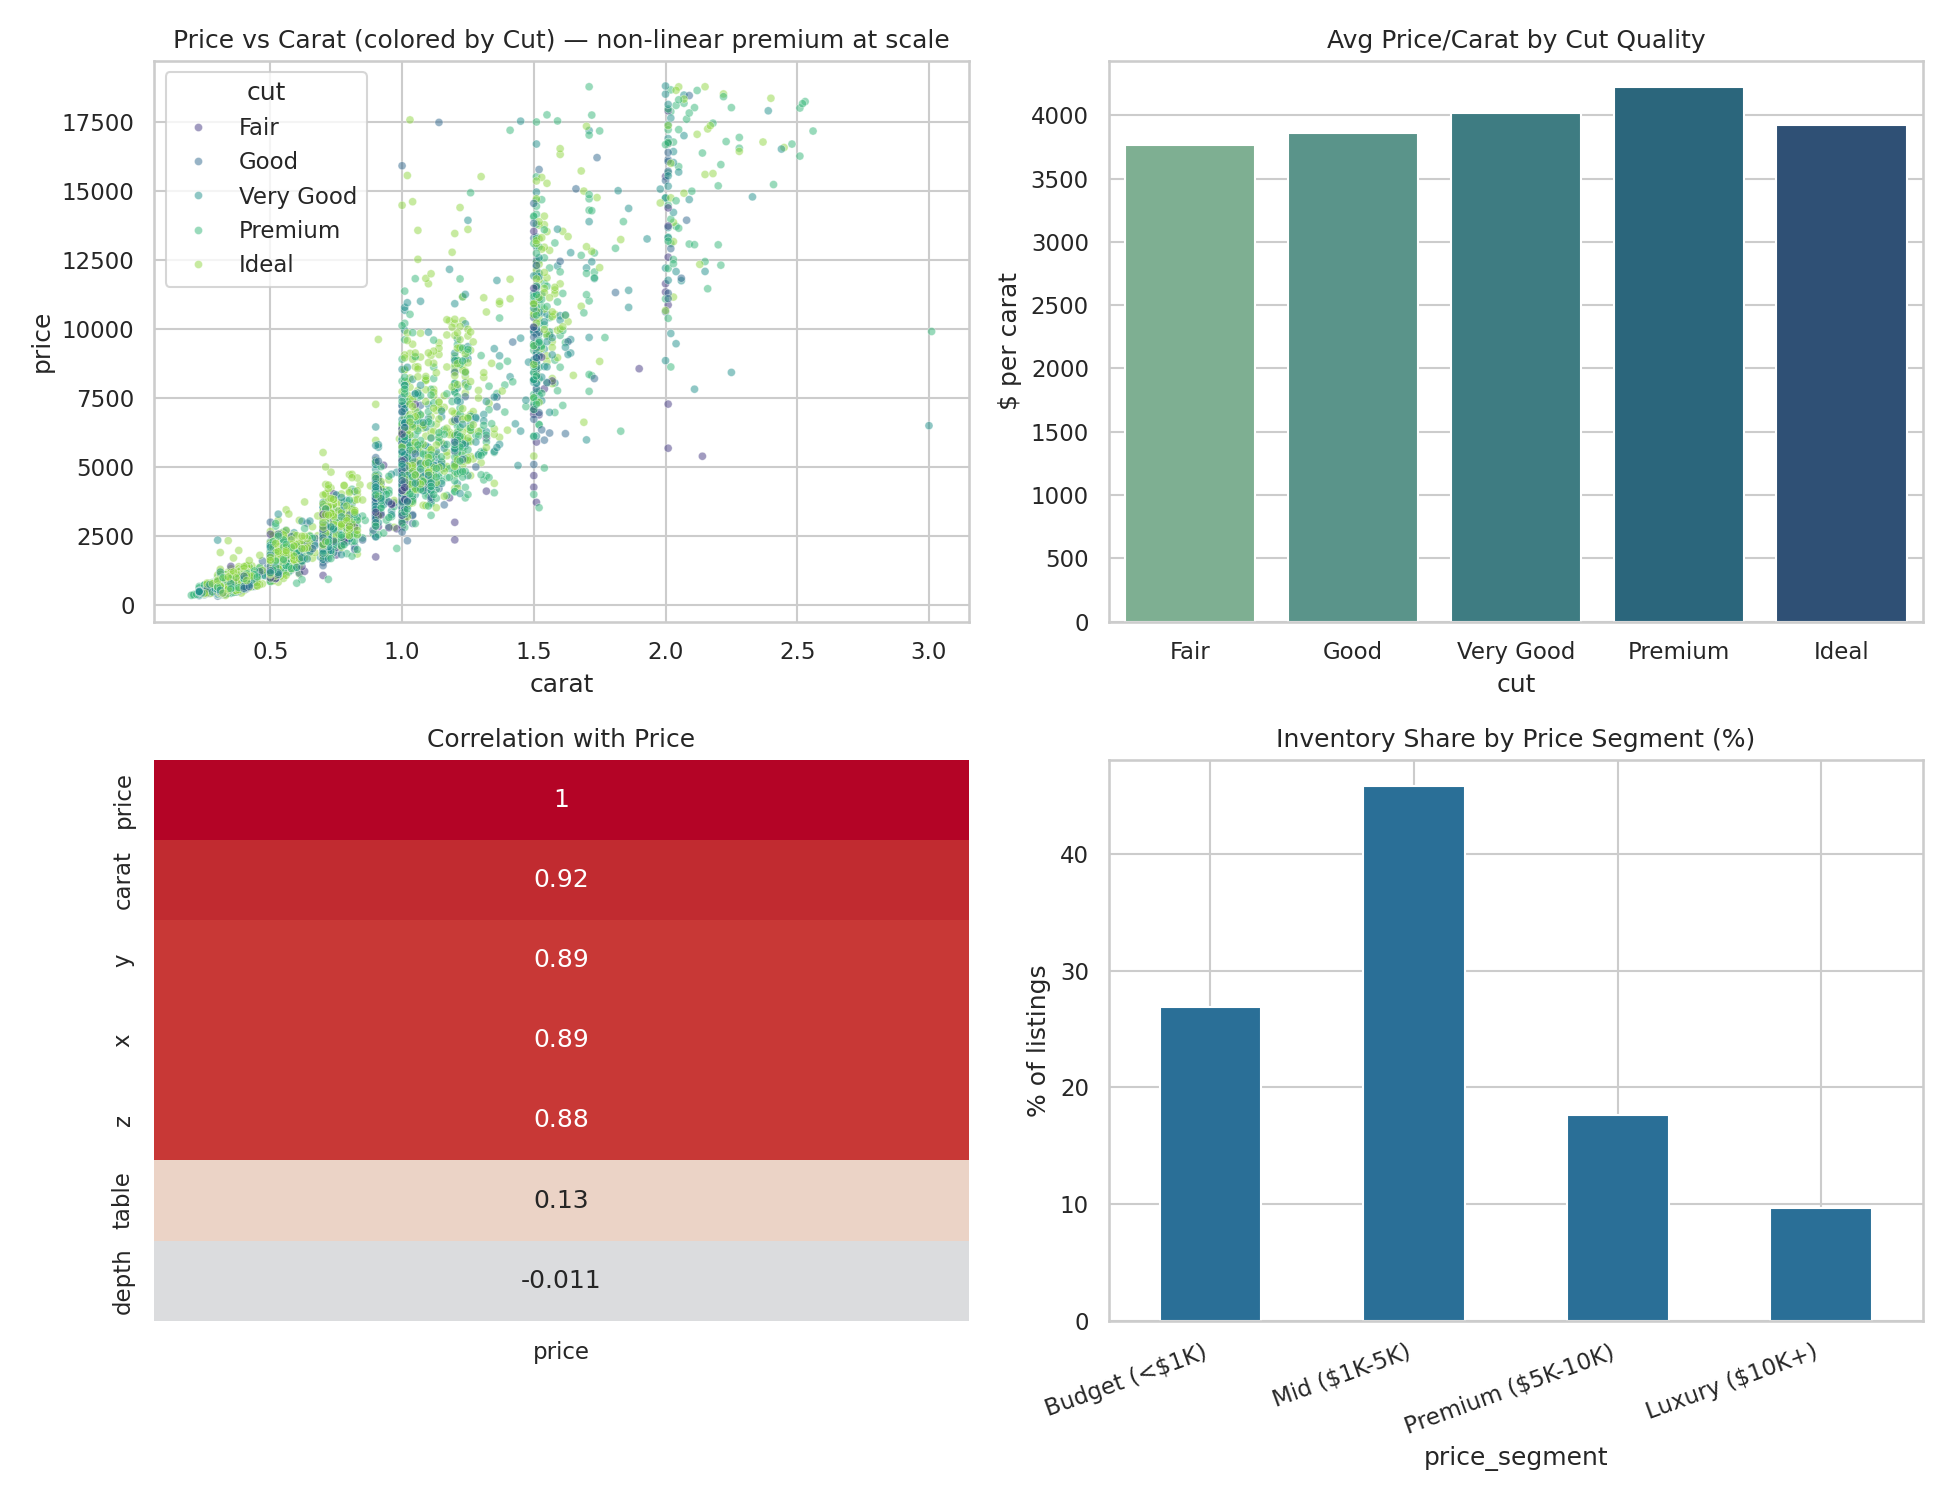 Price vs Carat (colored by Cut) — non-linear premium at scale
cut
Fair
Good
Very Good
Premium
Ideal
price
17500
15000
12500
10000
7500
5000
2500
0
0.5 1.0 1.5 2.0 2.5 3.0
carat
Avg Price/Carat by Cut Quality
$ per carat
4000
3500
3000
2500
2000
1500
1000
500
0
Fair Good Very Good Premium Ideal
cut
Correlation with Price
price 1
carat 0.92
y 0.89
x 0.89
z 0.88
table 0.13
depth -0.011
price
Inventory Share by Price Segment (%)
% of listings
40
30
20
10
0
Budget (<$1K) Mid ($1K-5K) Premium ($5K-10K) Luxury ($10K+)
price_segment